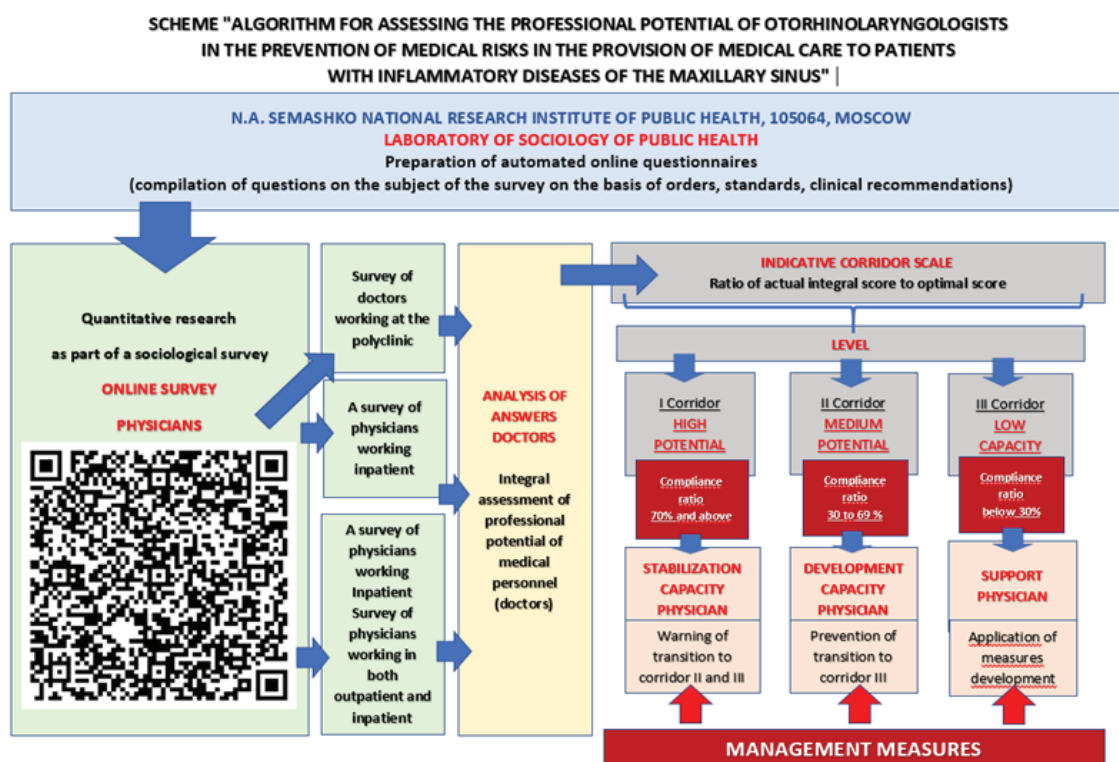 SCHEME "ALGORITHM FOR ASSESSING THE PROFESSIONAL POTENTIAL OF OTORHINOLARYNGOLOGISTS
IN THE PREVENTION OF MEDICAL RISKS IN THE PROVISION OF MEDICAL CARE TO PATIENTS
WITH INFLAMMATORY DISEASES OF THE MAXILLARY SINUS" |
N.A. SEMASHKO NATIONAL RESEARCH INSTITUTE OF PUBLIC HEALTH, 105064, MOSCOW
LABORATORY OF SOCIOLOGY OF PUBLIC HEALTH
Preparation of automated online questionnaires
(compilation of questions on the subject of the survey on the basis of orders, standards, clinical recommendations)
Quantitative research
as part of a sociological survey
ONLINE SURVEY
PHYSICIANS
Survey of
doctors
working at the
polyclinic
A survey of
physicians
working
inpatient
A survey of
physicians
working
Inpatient
Survey of
physicians
working in
both
outpatient and
inpatient
ANALYSIS OF
ANSWERS
DOCTORS
Integral
assessment of
professional
potential of
medical
personnel
(doctors)
INDICATIVE CORRIDOR SCALE
Ratio of actual integral score to optimal score
LEVEL
I Corridor
HIGH
POTENTIAL
Compliance
ratio
70% and above
STABILIZATION
CAPACITY
PHYSICIAN
Warning of
transition to
corridor II and III
II Corridor
MEDIUM
POTENTIAL
Compliance
ratio
30 to 69 %
DEVELOPMENT
CAPACITY
PHYSICIAN
Prevention of
transition to
corridor III
III Corridor
LOW
CAPACITY
Compliance
ratio
below 30%
SUPPORT
PHYSICIAN
Application of
measures
development
MANAGEMENT MEASURES